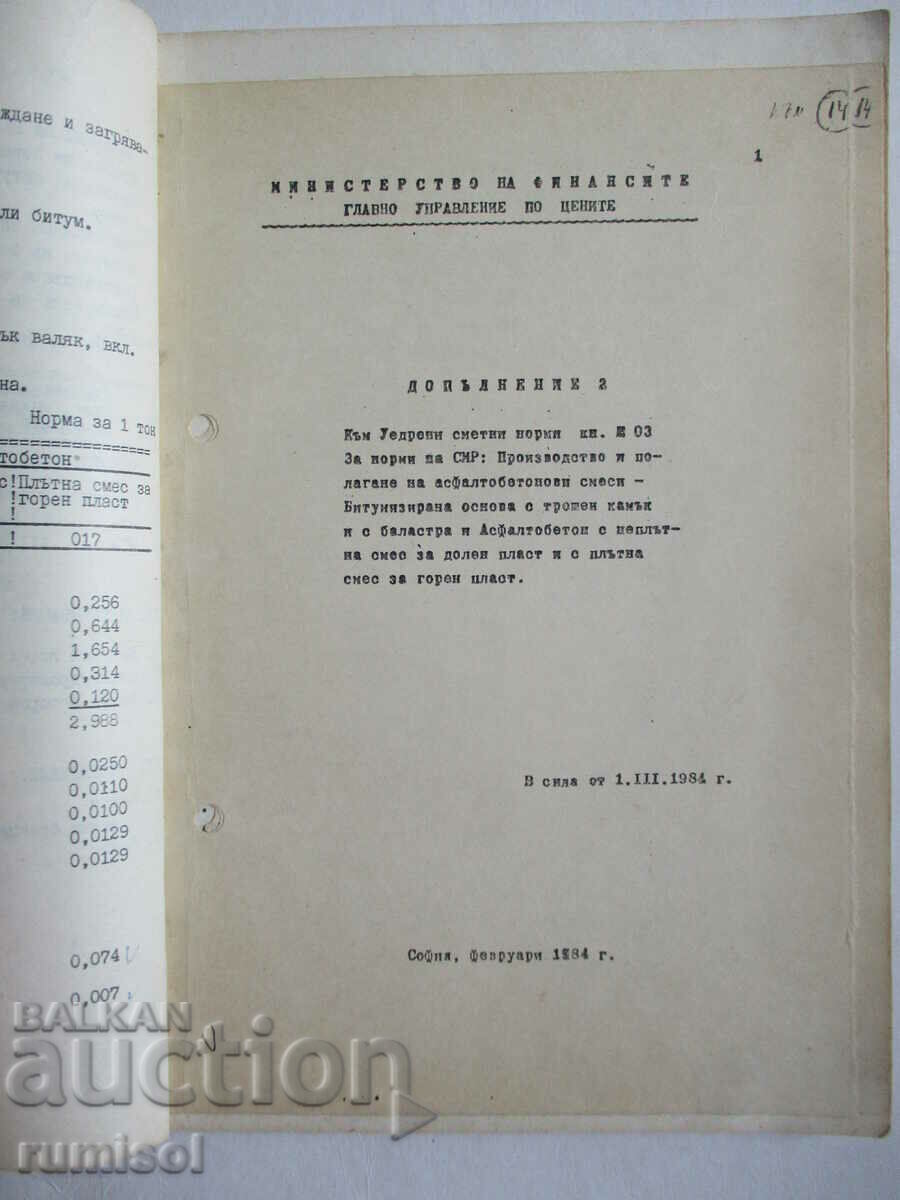 ждане и загрява-
ли битум.
ък валяк, вкл.
на.
Норма за 1 тон
===================
тобетон
с!Плътна смес за
!горен пласт
!
! 017
0,256
0,644
1,654
0,314
0,120
2,988
0,0250
0,0110
0,0100
0,0129
0,0129
0,074
0,007
14 14
1
МИНИСТЕРСТВО НА ФИНАНСИТЕ
ГЛАВНО УПРАВЛЕНИЕ ПО ЦЕНИТЕ
ДОПЪЛНЕНИЕ 2
Към Уедрени сметни норми кн. Е 03
За норми на СМР: Производство и по-
лагане на асфалтобетонови смеси -
Битумизирана основа с трошен камък
и с баластра и Асфалтобетон с неплът-
на смес за долен пласт и с плътна
смес за горен пласт.
В сила от 1.III.1984 г.
София, февруари 1984 г.
BALKAN
auction
rumisol